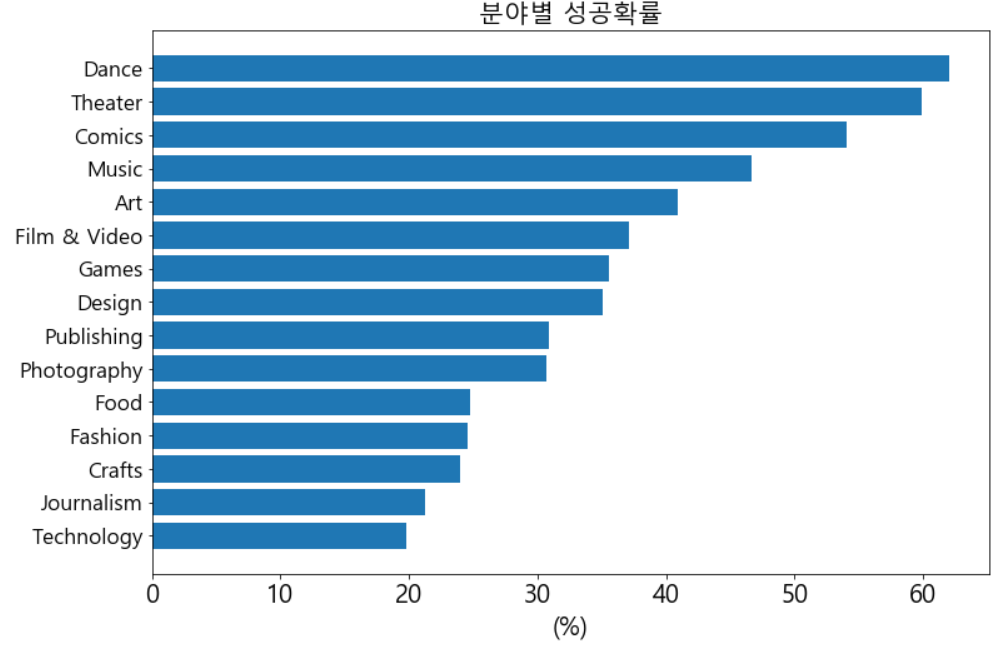 분야별 성공확률
Dance
Theater
Comics
Music
Art
Film & Video
Games
Design
Publishing
Photography
Food
Fashion
Crafts
Journalism
Technology
0 10 20 30 40 50 60
(%)